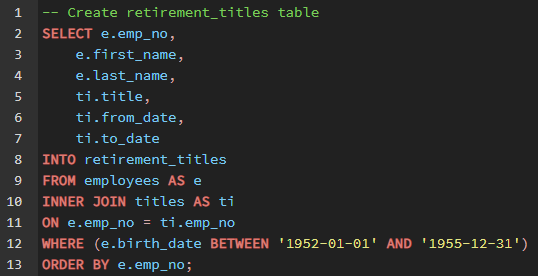 1 -- Create retirement_titles table
2 SELECT e.emp_no,
3     e.first_name,
4     e.last_name,
5     ti.title,
6     ti.from_date,
7     ti.to_date
8 INTO retirement_titles
9 FROM employees AS e
10 INNER JOIN titles AS ti
11 ON e.emp_no = ti.emp_no
12 WHERE (e.birth_date BETWEEN '1952-01-01' AND '1955-12-31')
13 ORDER BY e.emp_no;